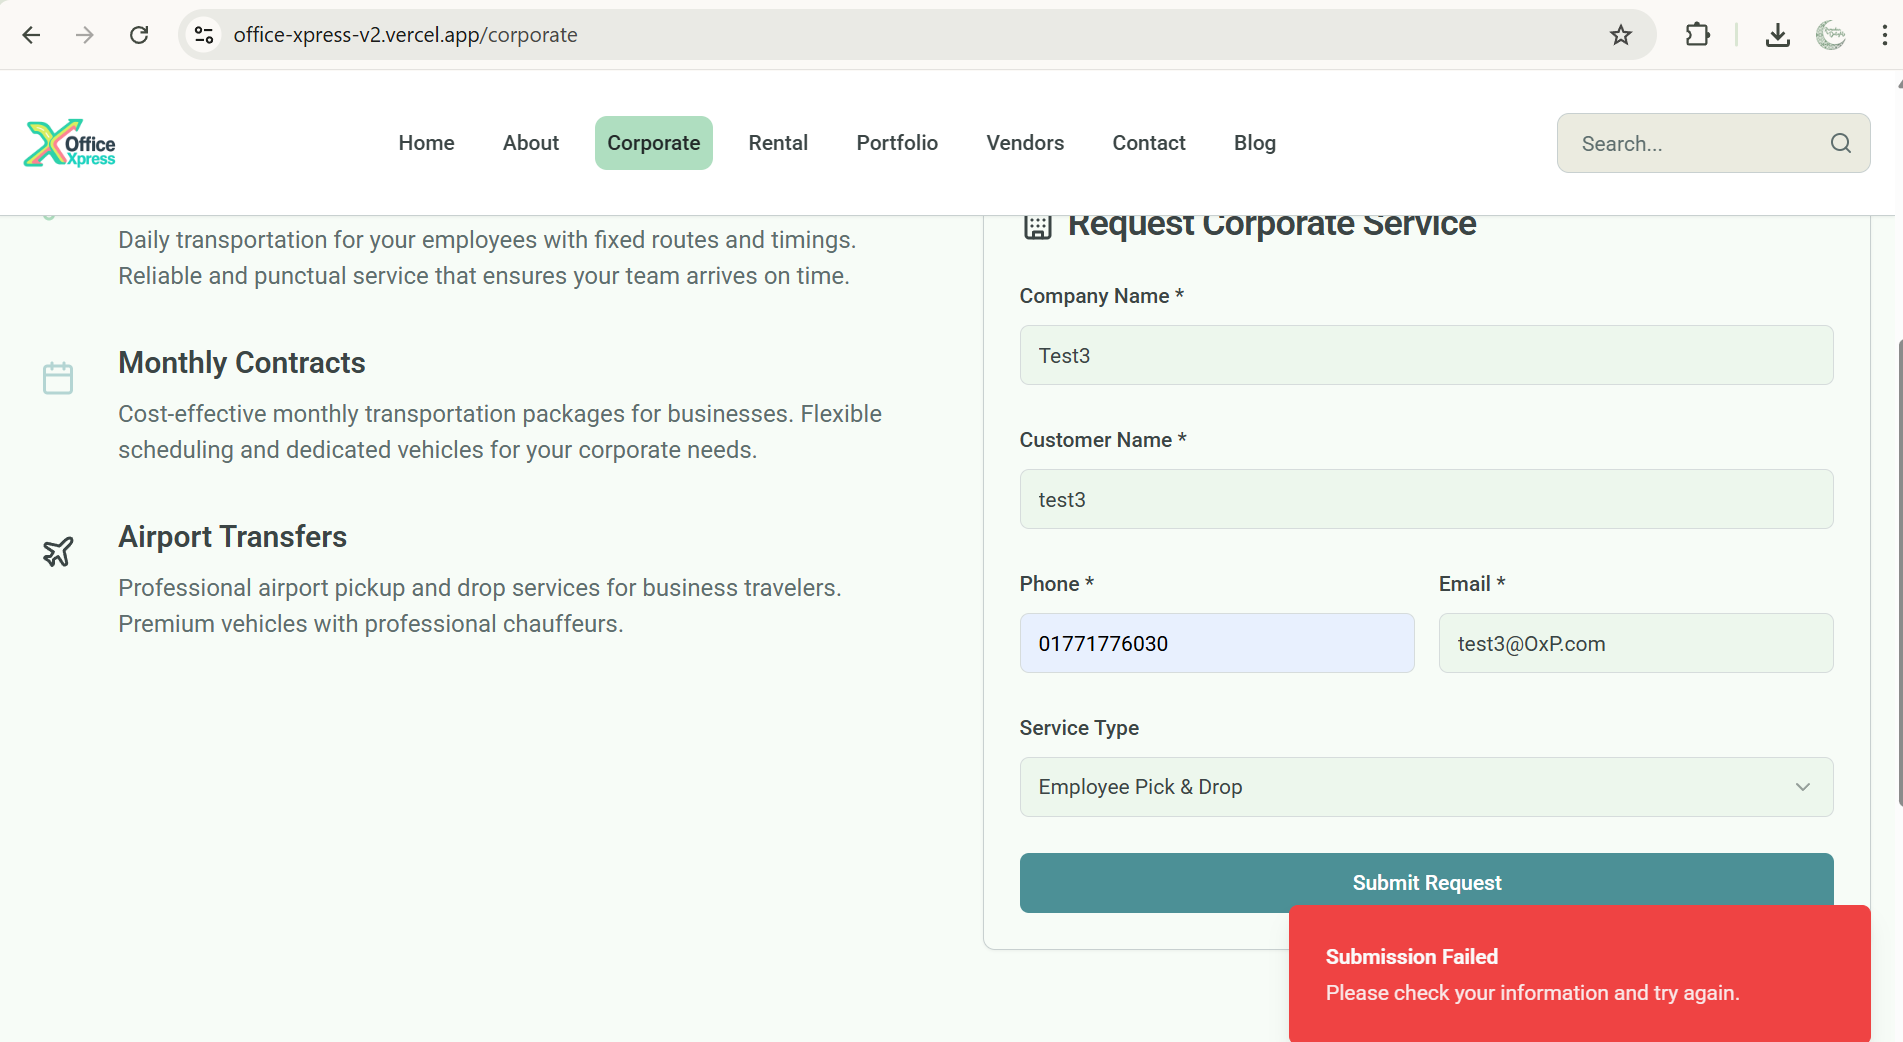 office-xpress-v2.vercel.app/corporate
X Office
Xpress
Home About Corporate Rental Portfolio Vendors Contact Blog
Search...
Daily transportation for your employees with fixed routes and timings.
Reliable and punctual service that ensures your team arrives on time.
Monthly Contracts
Cost-effective monthly transportation packages for businesses. Flexible
scheduling and dedicated vehicles for your corporate needs.
Airport Transfers
Professional airport pickup and drop services for business travelers.
Premium vehicles with professional chauffeurs.
Request Corporate Service
Company Name *
Test3
Customer Name *
test3
Phone * Email *
01771776030 test3@OxP.com
Service Type
Employee Pick & Drop
Submit Request
Submission Failed
Please check your information and try again.